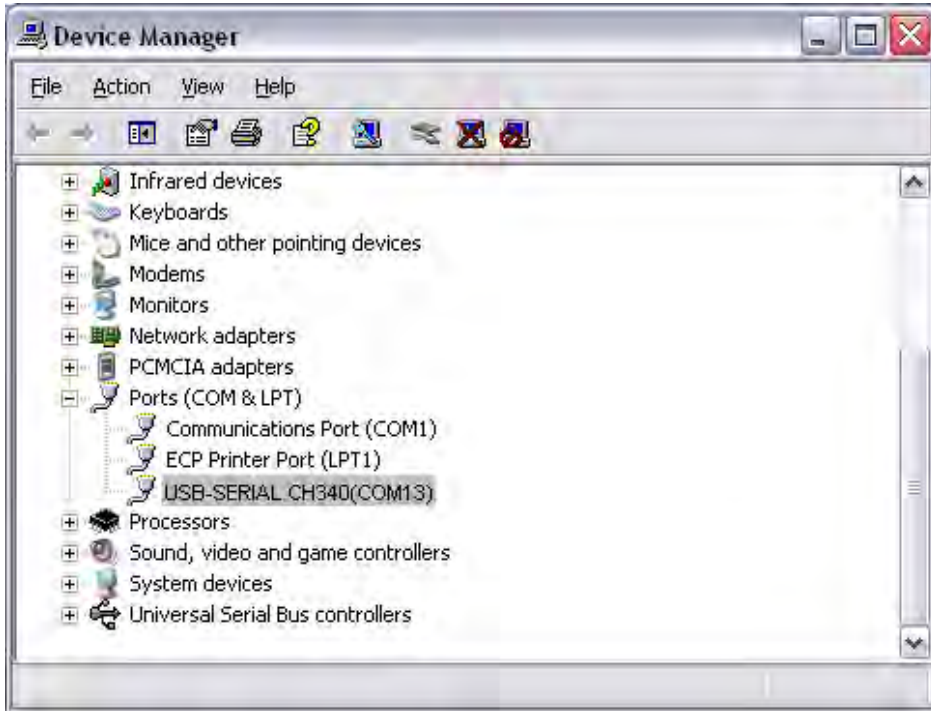 Device Manager
File Action View Help
Infrared devices
Keyboards
Mice and other pointing devices
Modems
Monitors
Network adapters
PCMCIA adapters
Ports (COM & LPT)
Communications Port (COM1)
ECP Printer Port (LPT1)
USB-SERIAL CH340(COM13)
Processors
Sound, video and game controllers
System devices
Universal Serial Bus controllers